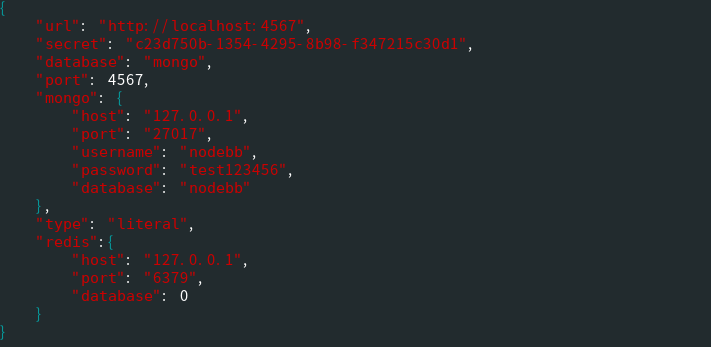 {
    "url": "http://localhost:4567",
    "secret": "c23d750b-1354-4295-8b98-f347215c30d1",
    "database": "mongo",
    "port": 4567,
    "mongo": {
        "host": "127.0.0.1",
        "port": "27017",
        "username": "nodebb",
        "password": "test123456",
        "database": "nodebb"
    },
    "type": "literal",
    "redis":{
        "host": "127.0.0.1",
        "port": "6379",
        "database": 0
    }
}